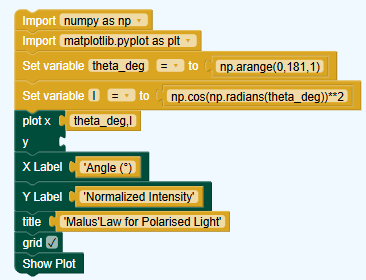 Import numpy as np
Import matplotlib.pyplot as plt
Set variable theta_deg = to np.arange(0,181,1)
Set variable I = to np.cos(np.radians(theta_deg))**2
plot x theta_deg,I
y
X Label 'Angle (°)'
Y Label 'Normalized Intensity'
title 'Malus'Law for Polarised Light'
grid
Show Plot